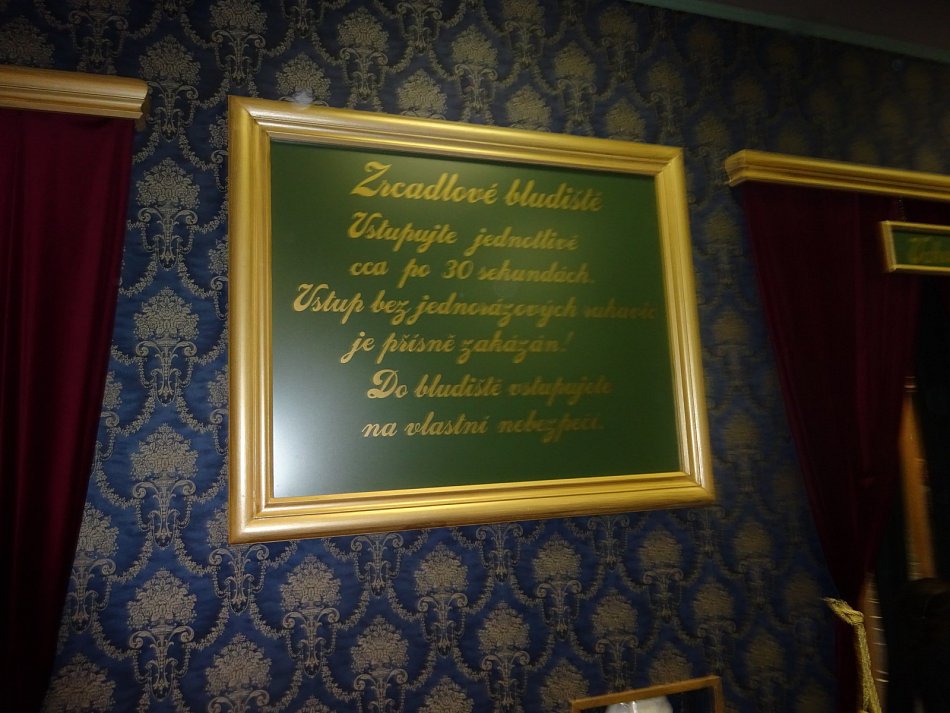 Zrcadlové bludiště
Vstupujte jednotlivě
cca po 30 sekundách.
Vstup bez jednorázových rukavic
je přísně zakázán!
Do bludiště vstupujete
na vlastní nebezpečí.